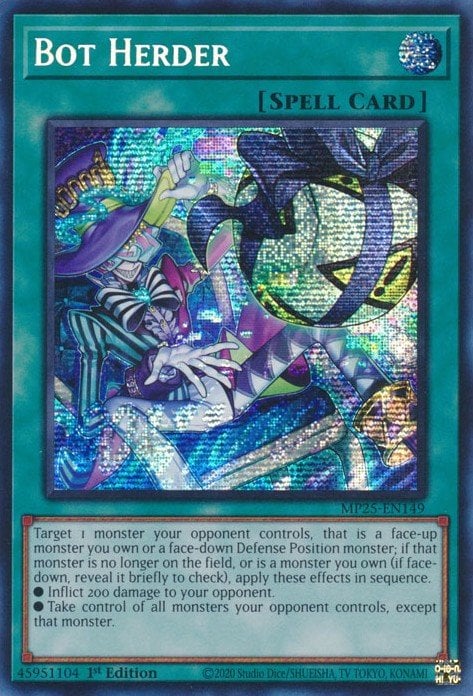 BOT HERDER
[SPELL CARD]
MP25-EN149
Target 1 monster your opponent controls, that is a face-up
monster you own or a face-down Defense Position monster; if that
monster is no longer on the field, or is a monster you own (if face-
down, reveal it briefly to check), apply these effects in sequence.
● Inflict 200 damage to your opponent.
● Take control of all monsters your opponent controls, except
that monster.
45951104 1st Edition ©2020 Studio Dice/SHUEISHA, TV TOKYO, KONAMI